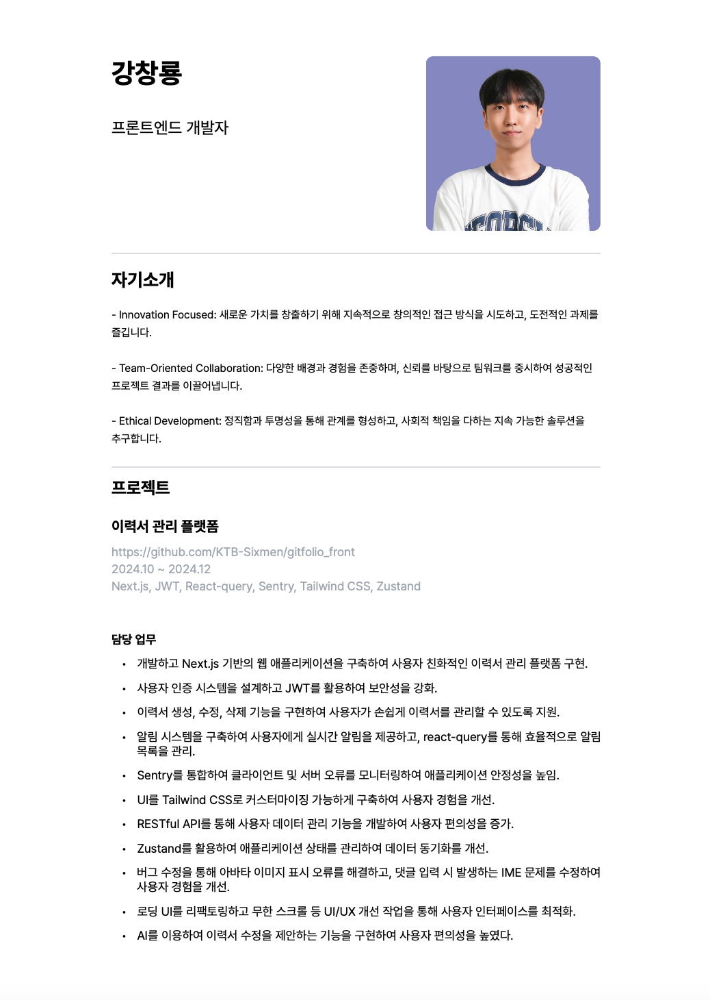 강창룡
프론트엔드 개발자
자기소개
- Innovation Focused: 새로운 가치를 창출하기 위해 지속적으로 창의적인 접근 방식을 시도하고, 도전적인 과제를
즐깁니다.
- Team-Oriented Collaboration: 다양한 배경과 경험을 존중하며, 신뢰를 바탕으로 팀워크를 중시하여 성공적인
프로젝트 결과를 이끌어냅니다.
- Ethical Development: 정직함과 투명성을 통해 관계를 형성하고, 사회적 책임을 다하는 지속 가능한 솔루션을
추구합니다.
프로젝트
이력서 관리 플랫폼
https://github.com/KTB-Sixmen/gitfolio_front
2024.10 ~ 2024.12
Next.js, JWT, React-query, Sentry, Tailwind CSS, Zustand
담당 업무
• 개발하고 Next.js 기반의 웹 애플리케이션을 구축하여 사용자 친화적인 이력서 관리 플랫폼 구현.
• 사용자 인증 시스템을 설계하고 JWT를 활용하여 보안성을 강화.
• 이력서 생성, 수정, 삭제 기능을 구현하여 사용자가 손쉽게 이력서를 관리할 수 있도록 지원.
• 알림 시스템을 구축하여 사용자에게 실시간 알림을 제공하고, react-query를 통해 효율적으로 알림
목록을 관리.
• Sentry를 통합하여 클라이언트 및 서버 오류를 모니터링하여 애플리케이션 안정성을 높임.
• UI를 Tailwind CSS로 커스터마이징 가능하게 구축하여 사용자 경험을 개선.
• RESTful API를 통해 사용자 데이터 관리 기능을 개발하여 사용자 편의성을 증가.
• Zustand를 활용하여 애플리케이션 상태를 관리하여 데이터 동기화를 개선.
• 버그 수정을 통해 아바타 이미지 표시 오류를 해결하고, 댓글 입력 시 발생하는 IME 문제를 수정하여
사용자 경험을 개선.
• 로딩 UI를 리팩토링하고 무한 스크롤 등 UI/UX 개선 작업을 통해 사용자 인터페이스를 최적화.
• AI를 이용하여 이력서 수정을 제안하는 기능을 구현하여 사용자 편의성을 높였다.